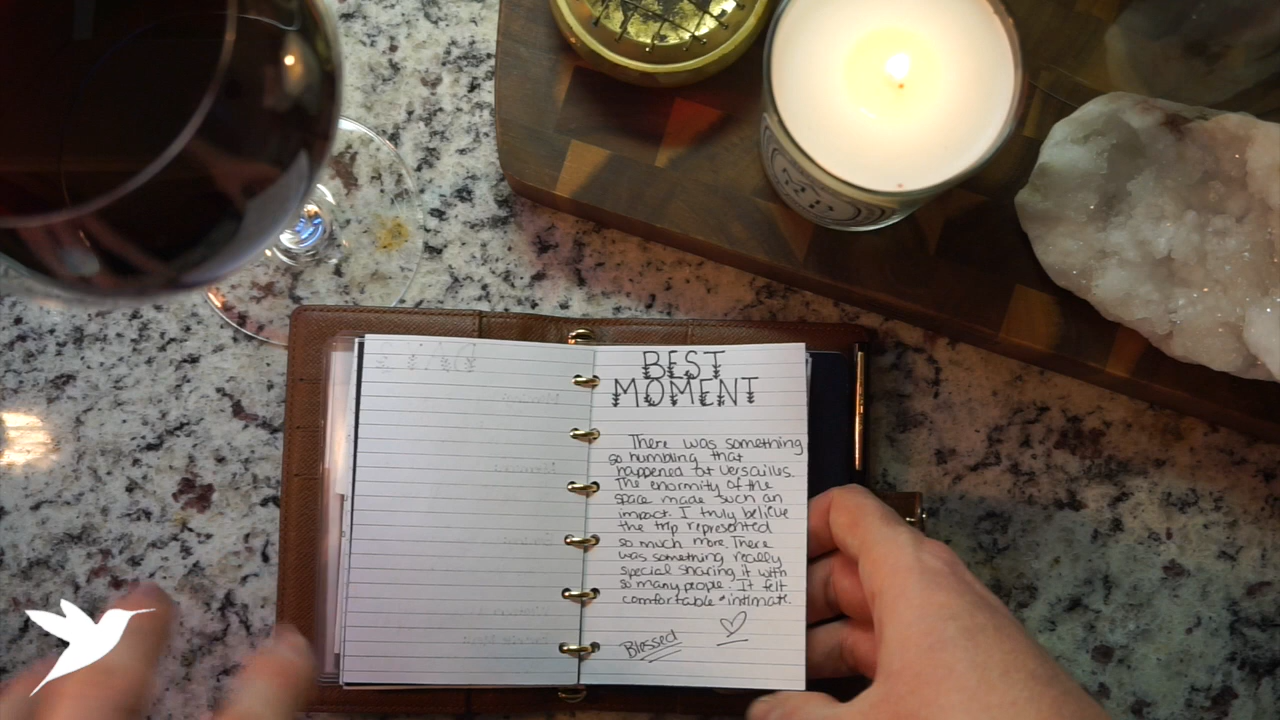 BEST
MOMENT
There was something
so humbling that
happened at Versailles.
The enormity of the
space made such an
impact. I truly believe
the trip represented
so much more. There
was something really
special sharing it with
so many people. It felt
comfortable + intimate.
Blessed